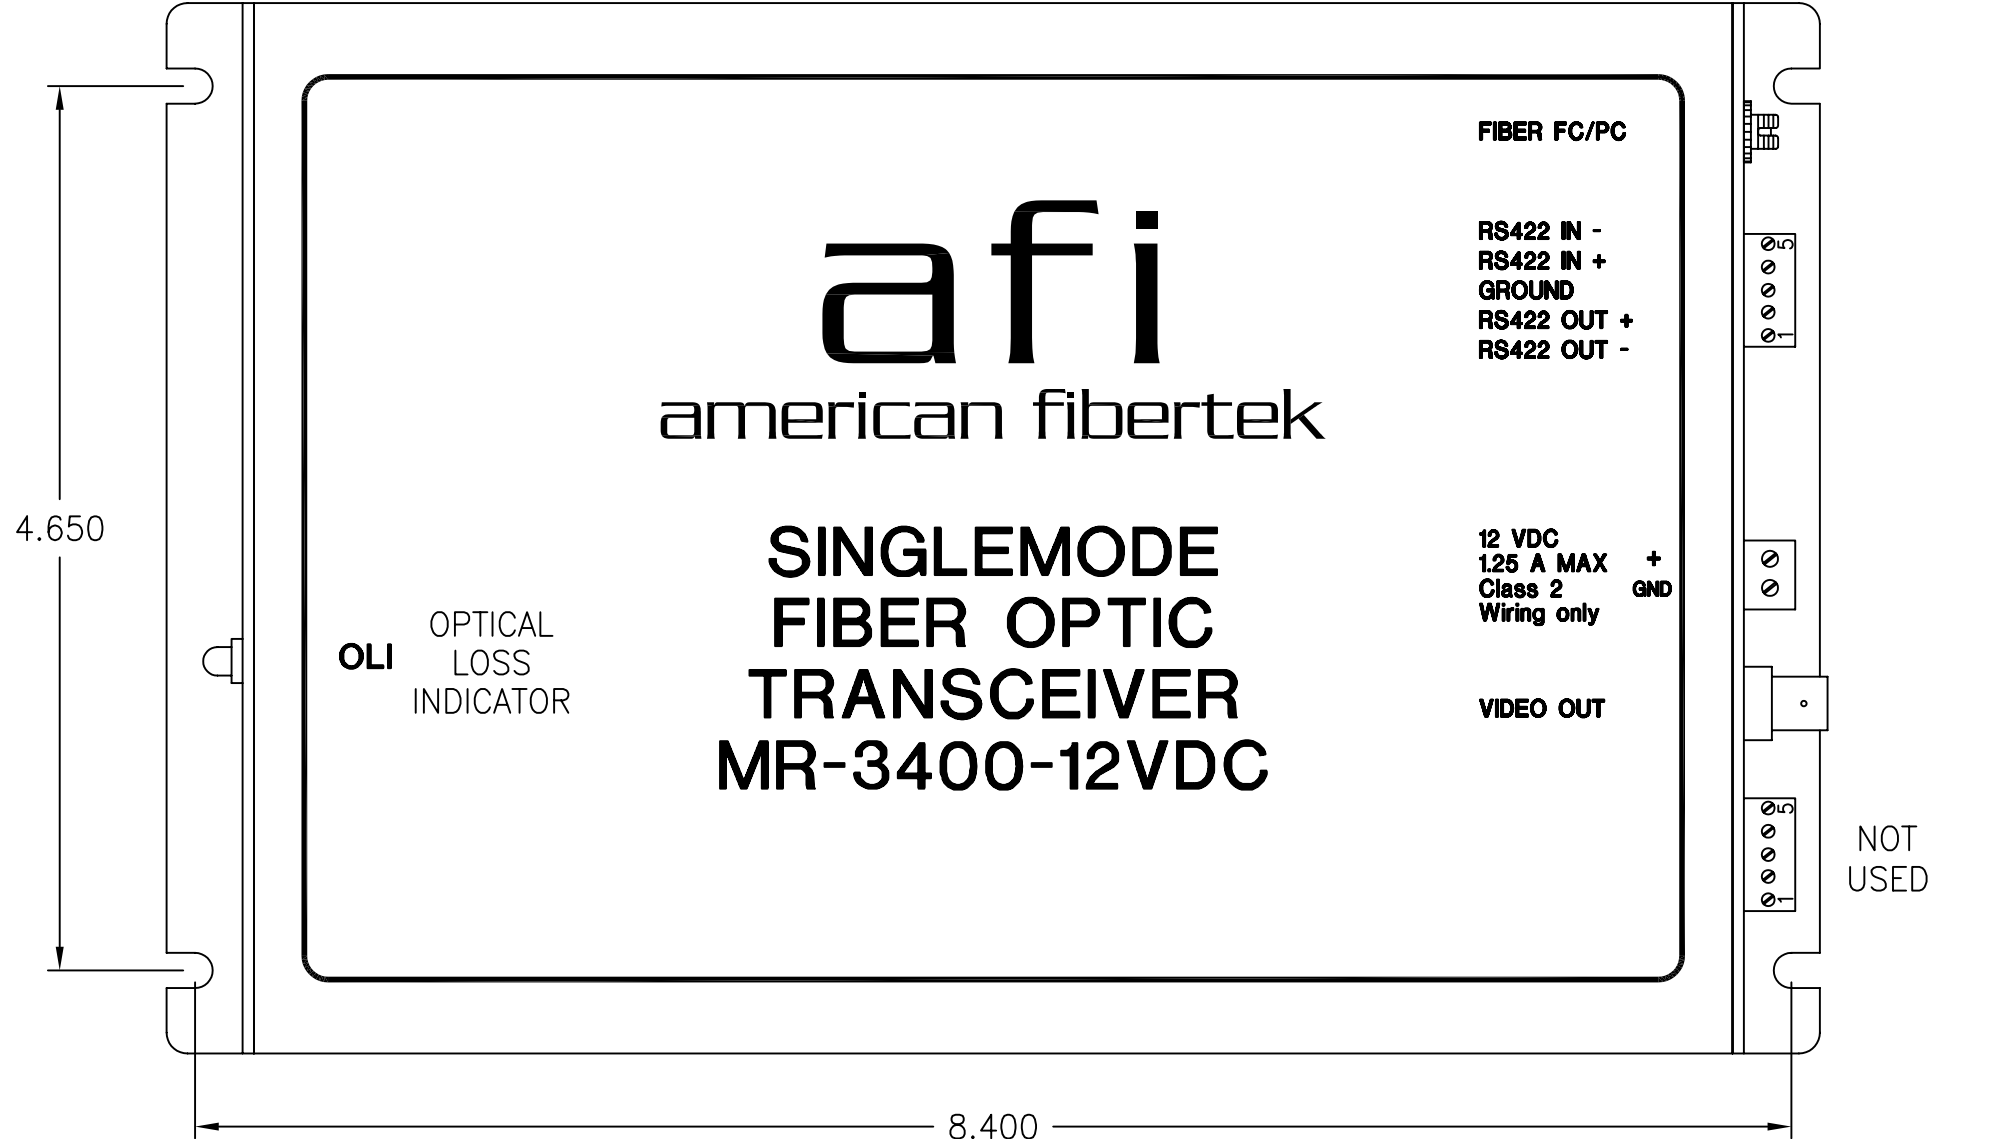 FIBER FC/PC
afi
american fibertek
RS422 IN -
RS422 IN +
GROUND
RS422 OUT +
RS422 OUT -
5
1
4.650
SINGLEMODE
FIBER OPTIC
TRANSCEIVER
MR-3400-12VDC
12 VDC
1.25 A MAX +
Class 2 GND
Wiring only
OLI
OPTICAL
LOSS
INDICATOR
VIDEO OUT
5
1
NOT
USED
8.400